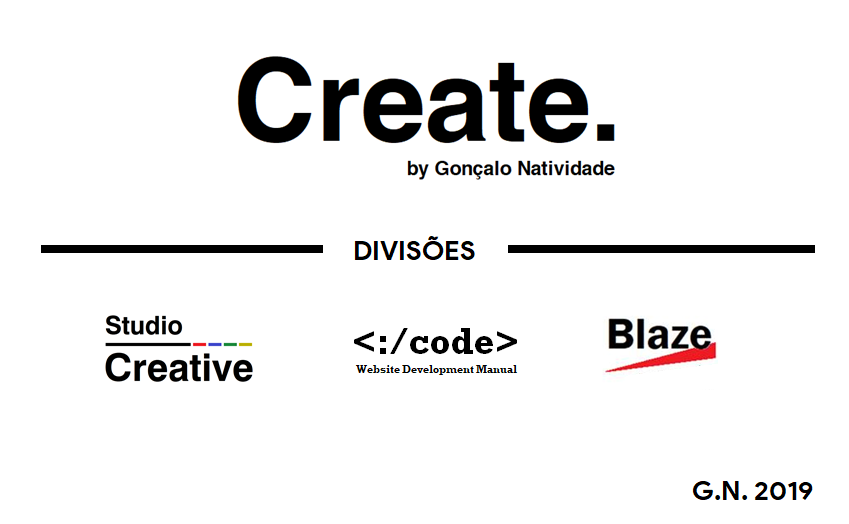 Create.
by Gonçalo Natividade
DIVISÕES
Studio
Creative
<:/code>
Website Development Manual
Blaze
G.N. 2019